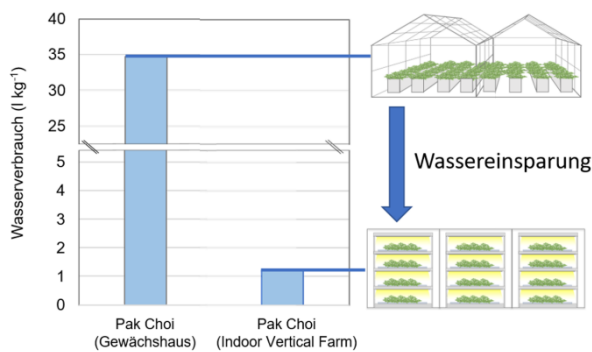 Wasserverbrauch (l kg⁻¹)
40
35
30
25
5
4
3
2
1
0
Pak Choi
(Gewächshaus)
Pak Choi
(Indoor Vertical Farm)
Wassereinsparung